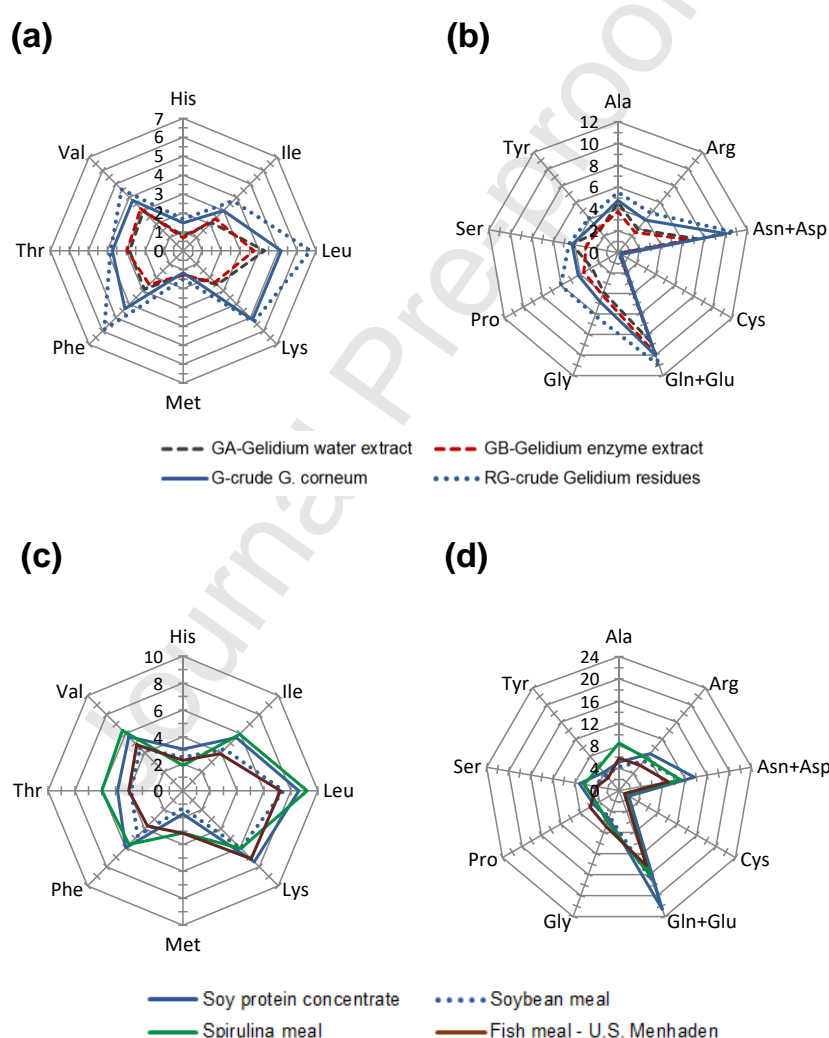 (a)
(b)
His
7
6
5
4
3
2
1
0
Ile
Leu
Lys
Met
Phe
Thr
Val
Ala
12
10
8
6
4
2
0
Arg
Asn+Asp
Cys
Gln+Glu
Gly
Pro
Ser
Tyr
GA-Gelidium water extract
GB-Gelidium enzyme extract
G-crude G. corneum
RG-crude Gelidium residues
(c)
(d)
His
10
8
6
4
2
0
Ile
Leu
Lys
Met
Phe
Thr
Val
Ala
24
20
16
12
8
4
0
Arg
Asn+Asp
Cys
Gln+Glu
Gly
Pro
Ser
Tyr
Soy protein concentrate
Soybean meal
Spirulina meal
Fish meal - U.S. Menhaden
Journal Pre-proof